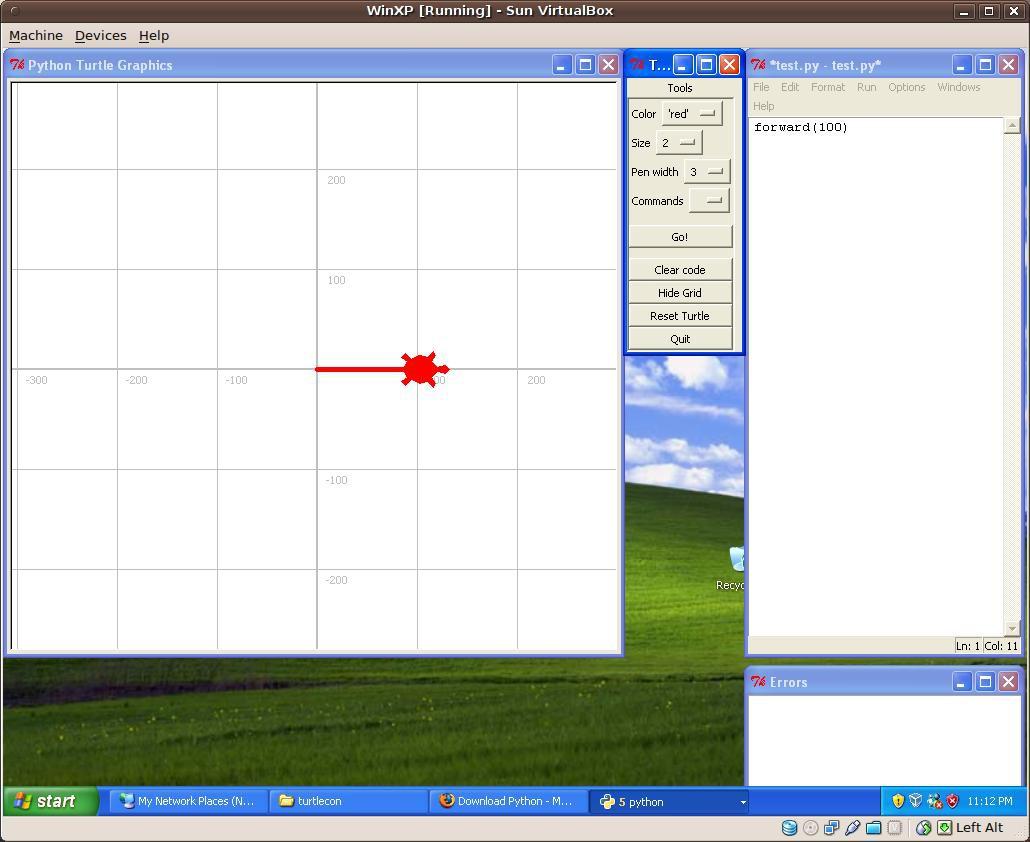 WinXP [Running] - Sun VirtualBox
Machine Devices Help
Python Turtle Graphics
200
100
-300 -200 -100 200
-100
-200
T...
Tools
Color 'red'
Size 2
Pen width 3
Commands
Go!
Clear code
Hide Grid
Reset Turtle
Quit
*test.py - test.py*
File Edit Format Run Options Windows
Help
forward(100)
Ln: 1 Col: 11
Errors
start
My Network Places (N...
turtlecon
Download Python - M...
5 python
11:12 PM
Left Alt